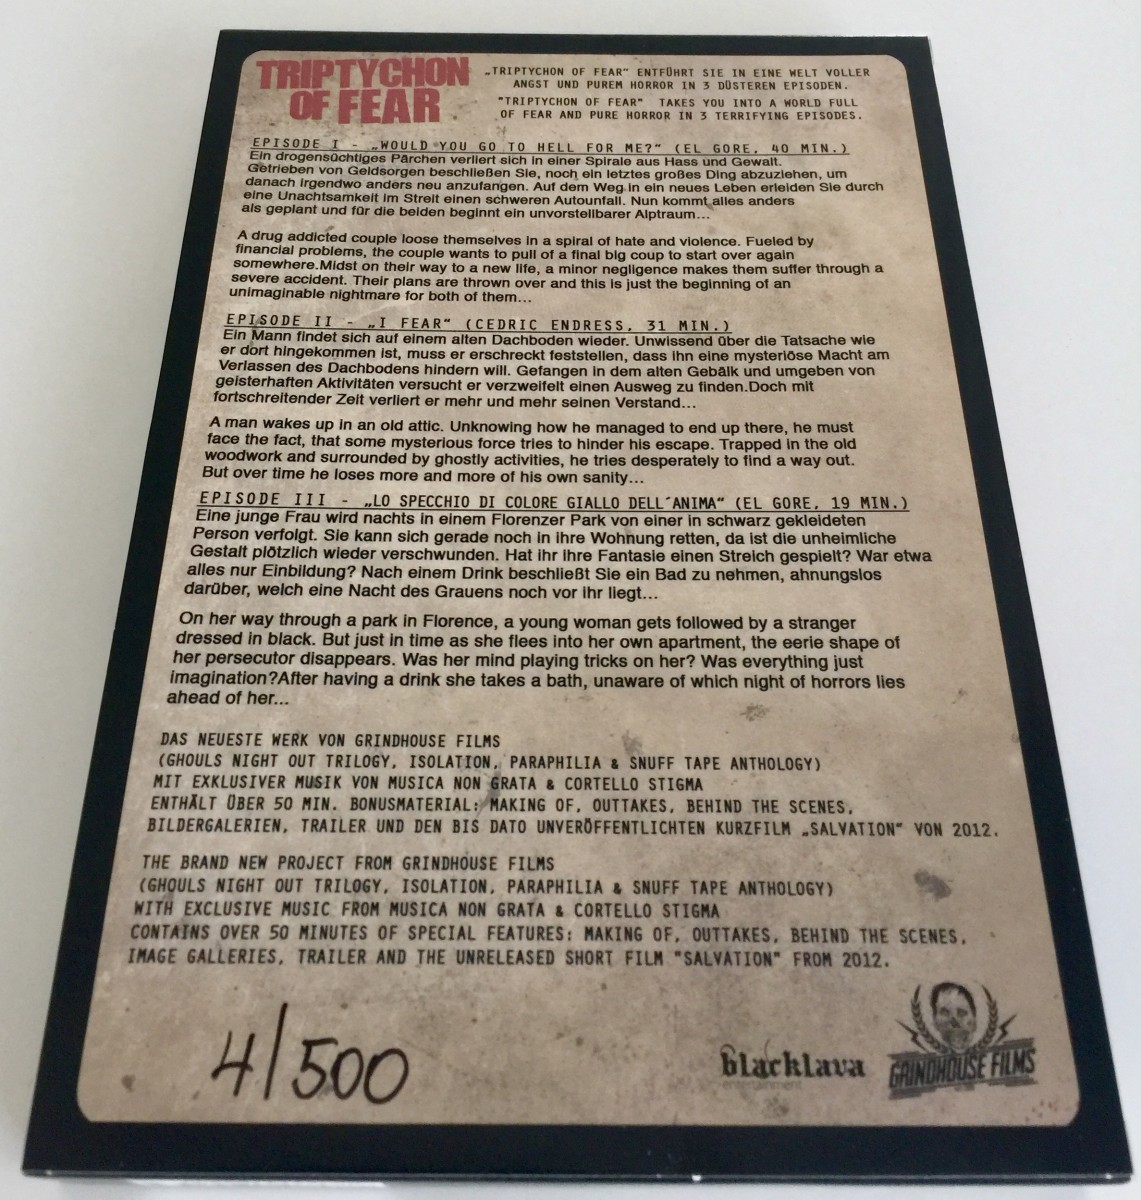 TRIPTYCHON
OF FEAR
„TRIPTYCHON OF FEAR“ ENTFÜHRT SIE IN EINE WELT VOLLER
ANGST UND PUREM HORROR IN 3 DÜSTEREN EPISODEN.
"TRIPTYCHON OF FEAR" TAKES YOU INTO A WORLD FULL
OF FEAR AND PURE HORROR IN 3 TERRIFYING EPISODES.
EPISODE I - „WOULD YOU GO TO HELL FOR ME?“ (EL GORE, 40 MIN.)
Ein drogensüchtiges Pärchen verliert sich in einer Spirale aus Hass und Gewalt.
Getrieben von Geldsorgen beschließen Sie, noch ein letztes großes Ding abzuziehen, um
danach irgendwo anders neu anzufangen. Auf dem Weg in ein neues Leben erleiden Sie durch
eine Unachtsamkeit im Streit einen schweren Autounfall. Nun kommt alles anders
als geplant und für die beiden beginnt ein unvorstellbarer Alptraum...
A drug addicted couple loose themselves in a spiral of hate and violence. Fueled by
financial problems, the couple wants to pull of a final big coup to start over again
somewhere.Midst on their way to a new life, a minor negligence makes them suffer through a
severe accident. Their plans are thrown over and this is just the beginning of an
unimaginable nightmare for both of them...
EPISODE II - „I FEAR“ (CEDRIC ENDRESS, 31 MIN.)
Ein Mann findet sich auf einem alten Dachboden wieder. Unwissend über die Tatsache wie
er dort hingekommen ist, muss er erschreckt feststellen, dass ihn eine mysteriöse Macht am
Verlassen des Dachbodens hindern will. Gefangen in dem alten Gebälk und umgeben von
geisterhaften Aktivitäten versucht er verzweifelt einen Ausweg zu finden.Doch mit
fortschreitender Zeit verliert er mehr und mehr seinen Verstand...
A man wakes up in an old attic. Unknowing how he managed to end up there, he must
face the fact, that some mysterious force tries to hinder his escape. Trapped in the old
woodwork and surrounded by ghostly activities, he tries desperately to find a way out.
But over time he loses more and more of his own sanity...
EPISODE III - „LO SPECCHIO DI COLORE GIALLO DELL´ANIMA“ (EL GORE, 19 MIN.)
Eine junge Frau wird nachts in einem Florenzer Park von einer in schwarz gekleideten
Person verfolgt. Sie kann sich gerade noch in ihre Wohnung retten, da ist die unheimliche
Gestalt plötzlich wieder verschwunden. Hat ihr ihre Fantasie einen Streich gespielt? War etwa
alles nur Einbildung? Nach einem Drink beschließt Sie ein Bad zu nehmen, ahnungslos
darüber, welch eine Nacht des Grauens noch vor ihr liegt...
On her way through a park in Florence, a young woman gets followed by a stranger
dressed in black. But just in time as she flees into her own apartment, the eerie shape of
her persecutor disappears. Was her mind playing tricks on her? Was everything just
imagination?After having a drink she takes a bath, unaware of which night of horrors lies
ahead of her...
DAS NEUESTE WERK VON GRINDHOUSE FILMS
(GHOULS NIGHT OUT TRILOGY, ISOLATION, PARAPHILIA & SNUFF TAPE ANTHOLOGY)
MIT EXKLUSIVER MUSIK VON MUSICA NON GRATA & CORTELLO STIGMA
ENTHÄLT ÜBER 50 MIN. BONUSMATERIAL: MAKING OF, OUTTAKES, BEHIND THE SCENES,
BILDERGALERIEN, TRAILER UND DEN BIS DATO UNVERÖFFENTLICHTEN KURZFILM „SALVATION“ VON 2012.
THE BRAND NEW PROJECT FROM GRINDHOUSE FILMS
(GHOULS NIGHT OUT TRILOGY, ISOLATION, PARAPHILIA & SNUFF TAPE ANTHOLOGY)
WITH EXCLUSIVE MUSIC FROM MUSICA NON GRATA & CORTELLO STIGMA
CONTAINS OVER 50 MINUTES OF SPECIAL FEATURES: MAKING OF, OUTTAKES, BEHIND THE SCENES,
IMAGE GALLERIES, TRAILER AND THE UNRELEASED SHORT FILM "SALVATION" FROM 2012.
4/500
blacklava
entertainment
GRINDHOUSE FILMS